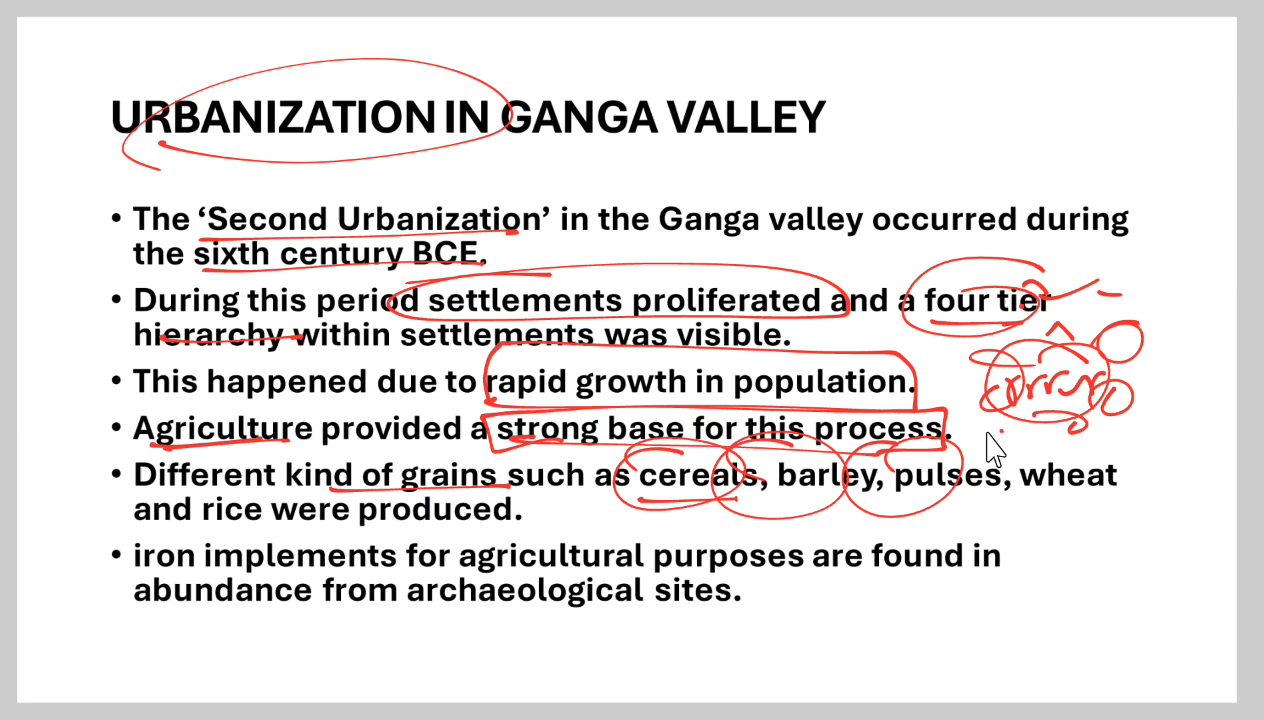 URBANIZATION IN GANGA VALLEY
• The ‘Second Urbanization’ in the Ganga valley occurred during
the sixth century BCE.
• During this period settlements proliferated and a four tier
hierarchy within settlements was visible.
• This happened due to rapid growth in population.
• Agriculture provided a strong base for this process.
• Different kind of grains such as cereals, barley, pulses, wheat
and rice were produced.
• iron implements for agricultural purposes are found in
abundance from archaeological sites.